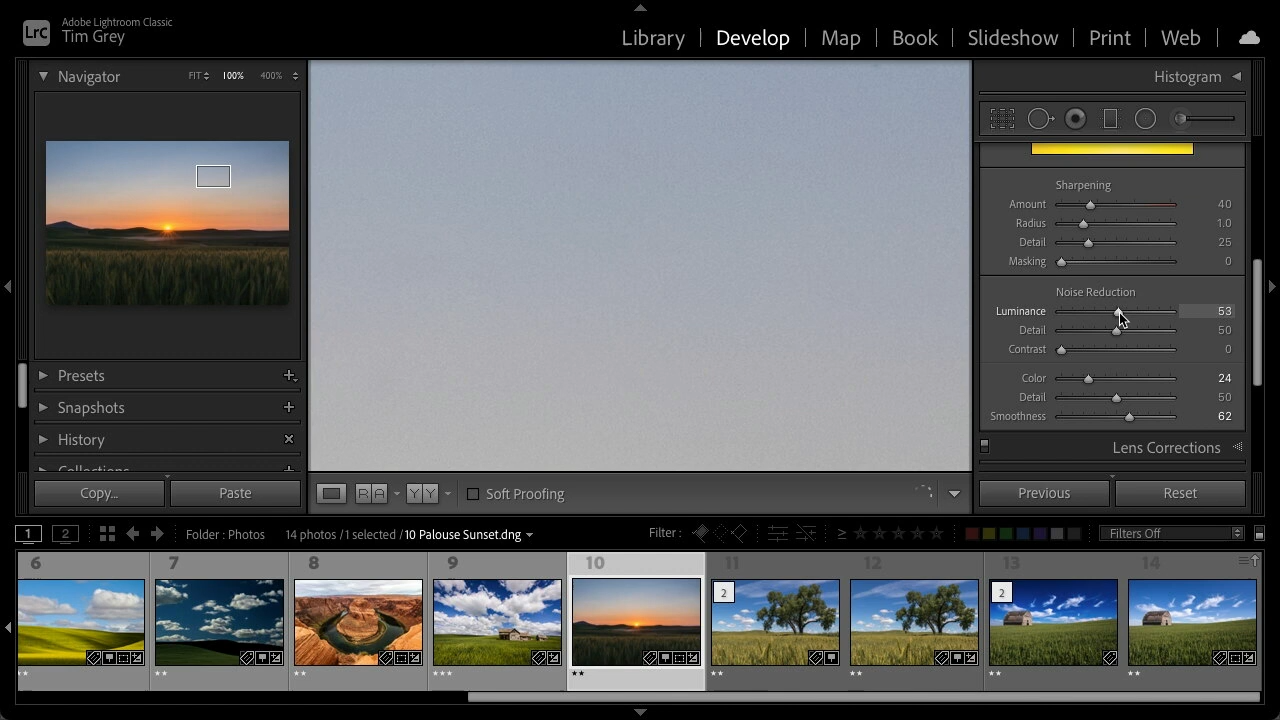 LrC
Adobe Lightroom Classic
Tim Grey
Library
Develop
Map
Book
Slideshow
Print
Web
Navigator
FIT
100%
400%
Histogram
Sharpening
Amount 40
Radius 1.0
Detail 25
Masking 0
Noise Reduction
Luminance 53
Detail 50
Contrast 0
Color 24
Detail 50
Smoothness 62
Lens Corrections
Presets
Snapshots
History
Collections
Copy...
Paste
R A
Y Y
Soft Proofing
Previous
Reset
1
2
Folder : Photos
14 photos / 1 selected / 10 Palouse Sunset.dng
Filter :
Filters Off
6
7
8
9
10
11
12
13
14
2
2